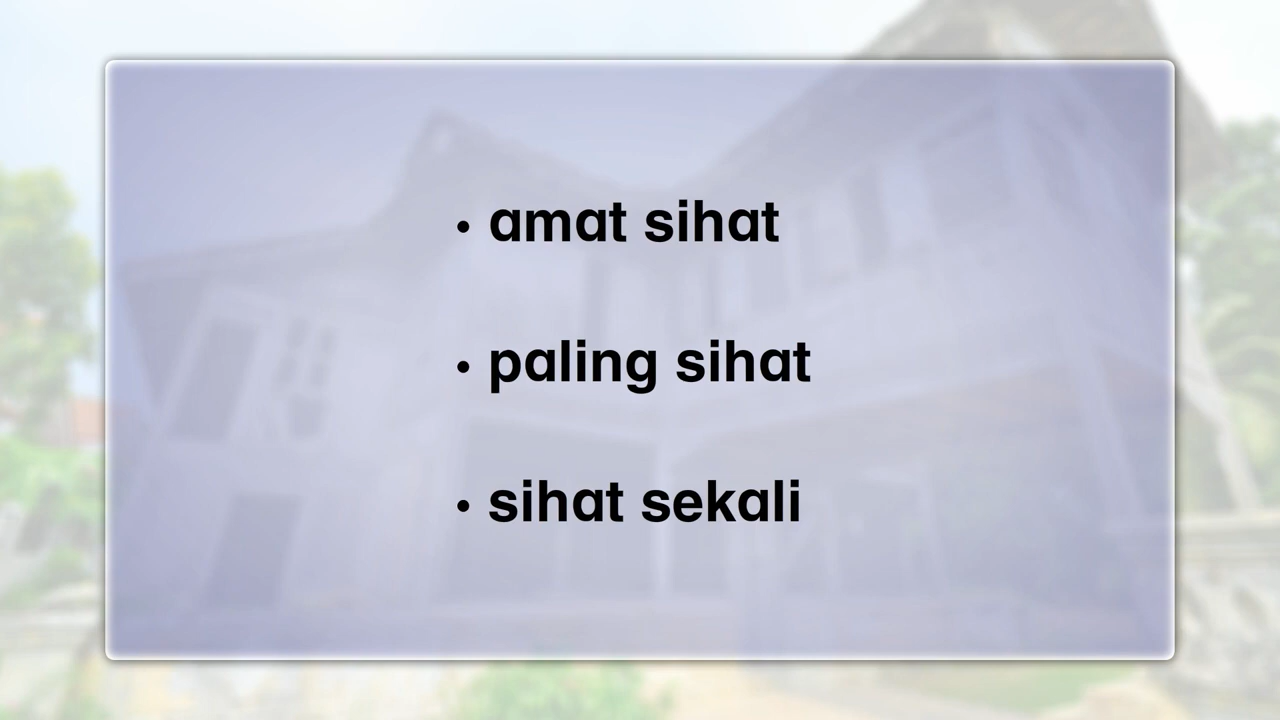 • amat sihat
• paling sihat
• sihat sekali